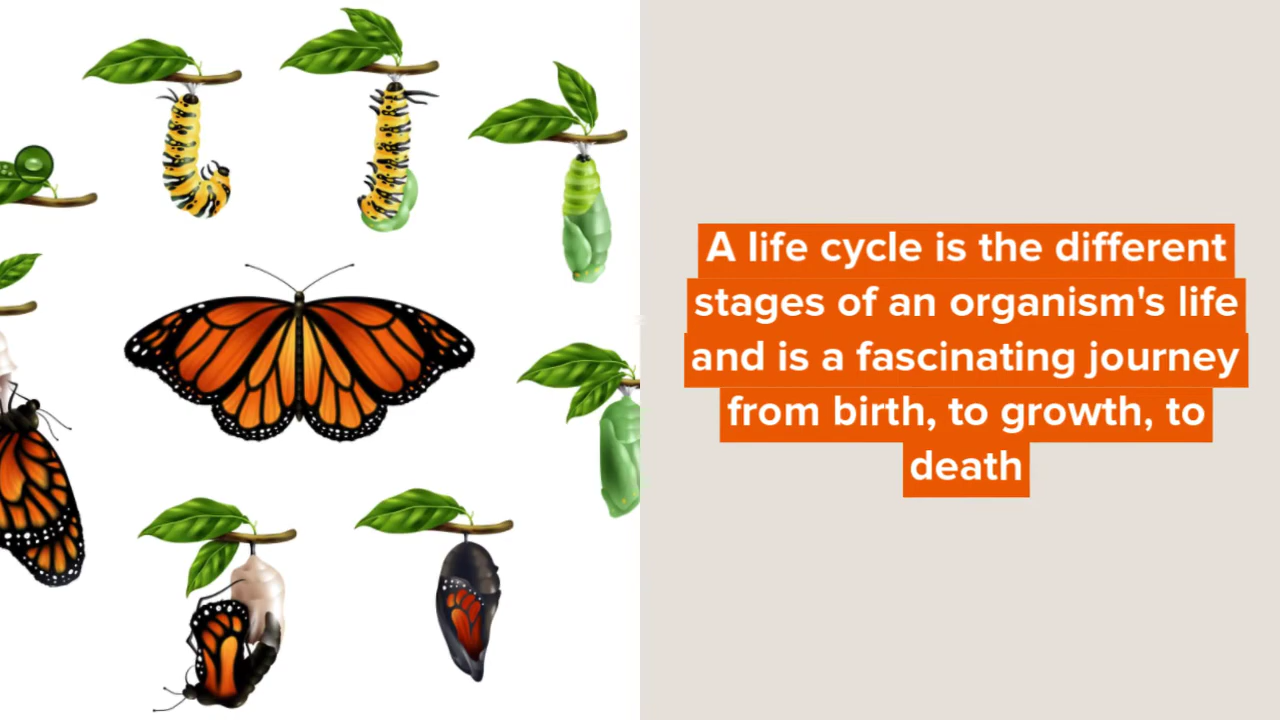 A life cycle is the different
stages of an organism's life
and is a fascinating journey
from birth, to growth, to
death